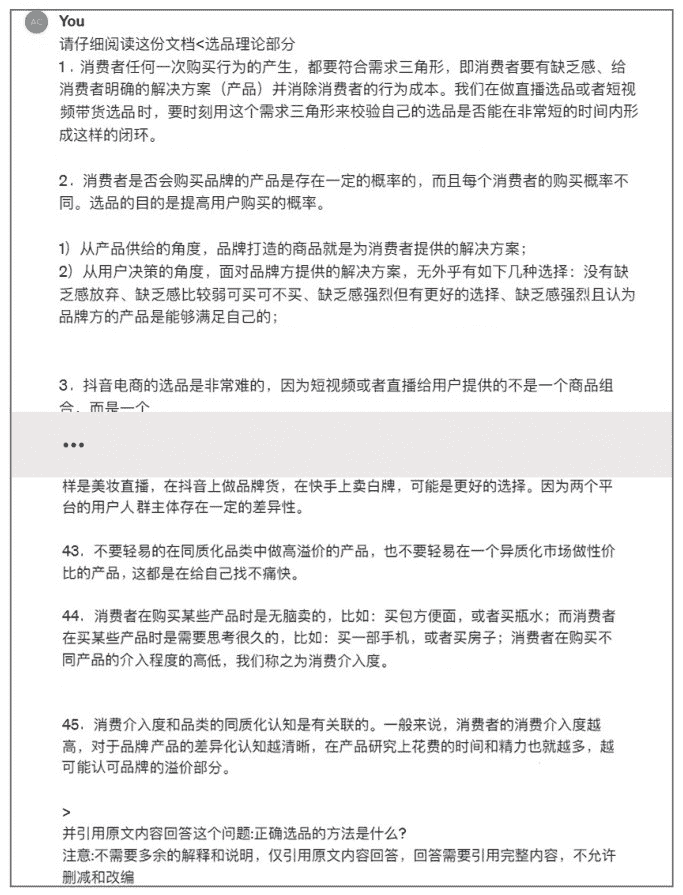 AC You
请仔细阅读这份文档<选品理论部分
1．消费者任何一次购买行为的产生，都要符合需求三角形，即消费者要有缺乏感、给
消费者明确的解决方案（产品）并消除消费者的行为成本。我们在做直播选品或者短视
频带货选品时，要时刻用这个需求三角形来校验自己的选品是否能在非常短的时间内形
成这样的闭环。
2．消费者是否会购买品牌的产品是存在一定的概率的，而且每个消费者的购买概率不
同。选品的目的是提高用户购买的概率。
1）从产品供给的角度，品牌打造的商品就是为消费者提供的解决方案；
2）从用户决策的角度，面对品牌方提供的解决方案，无外乎有如下几种选择：没有缺
乏感放弃、缺乏感比较弱可买可不买、缺乏感强烈但有更好的选择、缺乏感强烈且认为
品牌方的产品是能够满足自己的；
3．抖音电商的选品是非常难的，因为短视频或者直播给用户提供的不是一个商品组
合，而是一个
•••
样是美妆直播，在抖音上做品牌货，在快手上卖白牌，可能是更好的选择。因为两个平
台的用户人群主体存在一定的差异性。
43．不要轻易的在同质化品类中做高溢价的产品，也不要轻易在一个异质化市场做性价
比的产品，这都是在给自己找不痛快。
44．消费者在购买某些产品时是无脑卖的，比如：买包方便面，或者买瓶水；而消费者
在买某些产品时是需要思考很久的，比如：买一部手机，或者买房子；消费者在购买不
同产品的介入程度的高低，我们称之为消费介入度。
45．消费介入度和品类的同质化认知是有关联的。一般来说，消费者的消费介入度越
高，对于品牌产品的差异化认知越清晰，在产品研究上花费的时间和精力也就越多，越
可能认可品牌的溢价部分。
>
并引用原文内容回答这个问题:正确选品的方法是什么?
注意:不需要多余的解释和说明，仅引用原文内容回答，回答需要引用完整内容，不允许
删减和改编